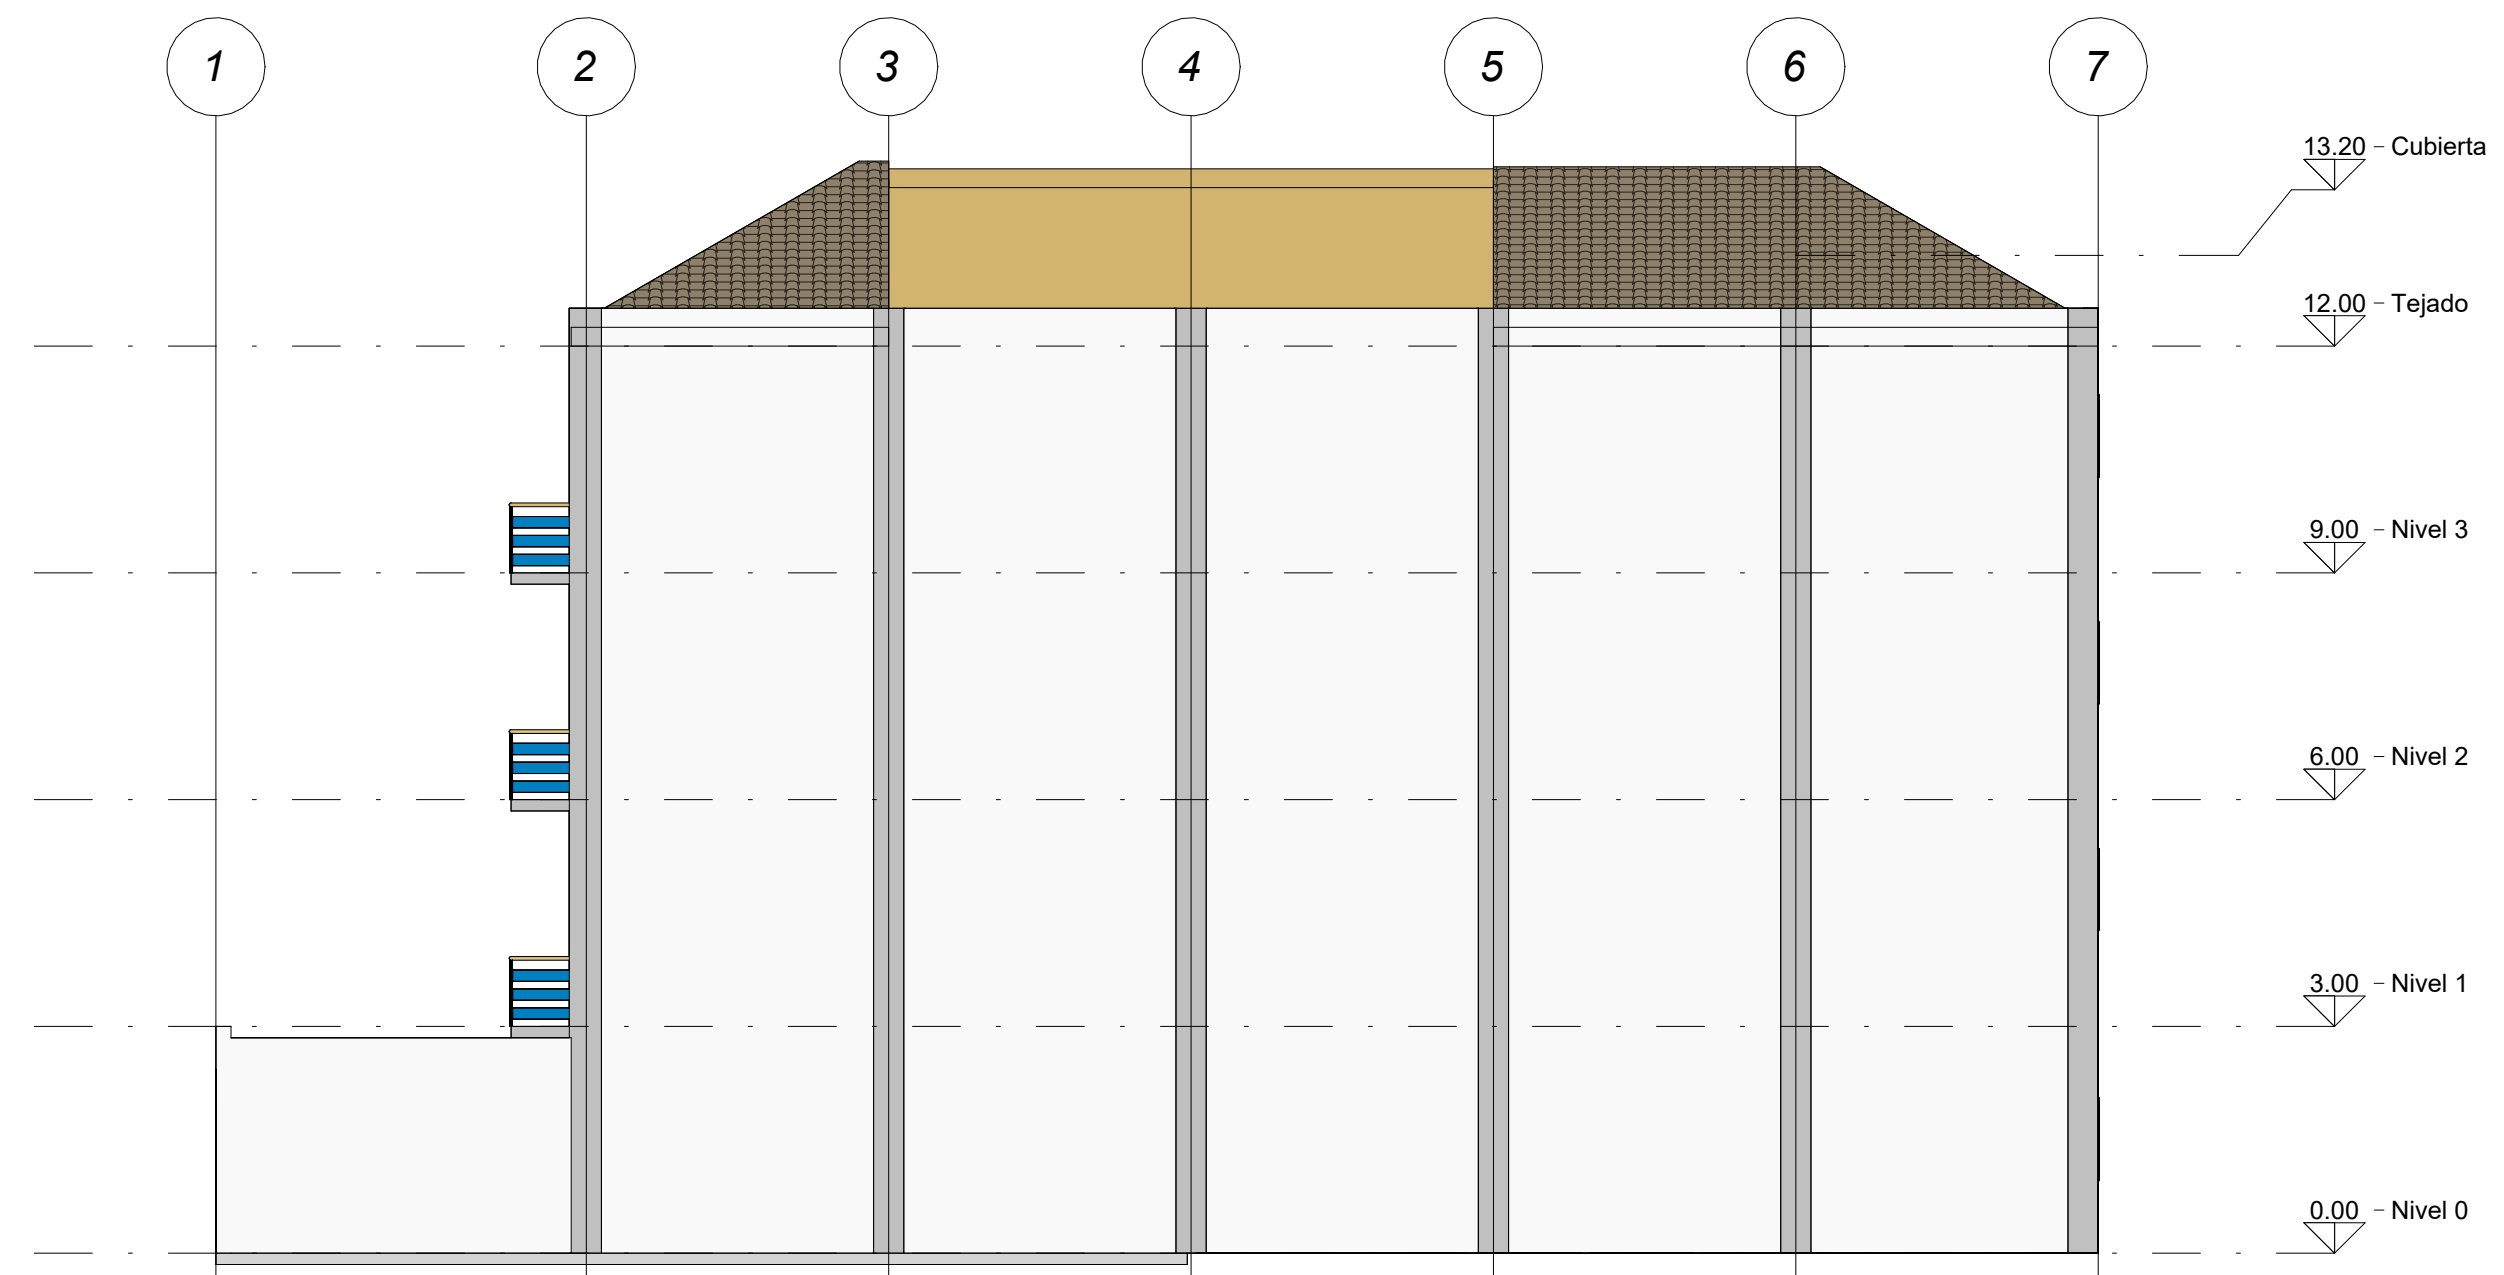 1 2 3 4 5 6 7
13.20 Cubierta
12.00 Tejado
9.00 Nivel 3
6.00 Nivel 2
3.00 Nivel 1
0.00 Nivel 0